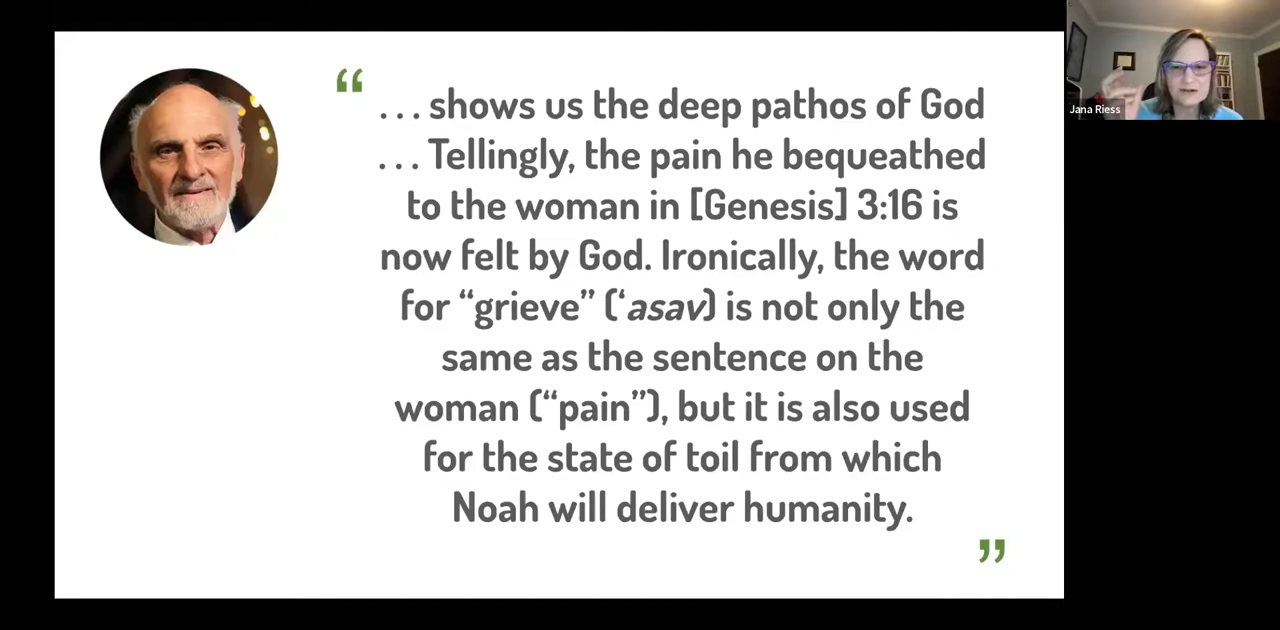 “
. . . shows us the deep pathos of God
. . . Tellingly, the pain he bequeathed
to the woman in [Genesis] 3:16 is
now felt by God. Ironically, the word
for “grieve” (‘asav) is not only the
same as the sentence on the
woman (“pain”), but it is also used
for the state of toil from which
Noah will deliver humanity.
”
Jana Riess